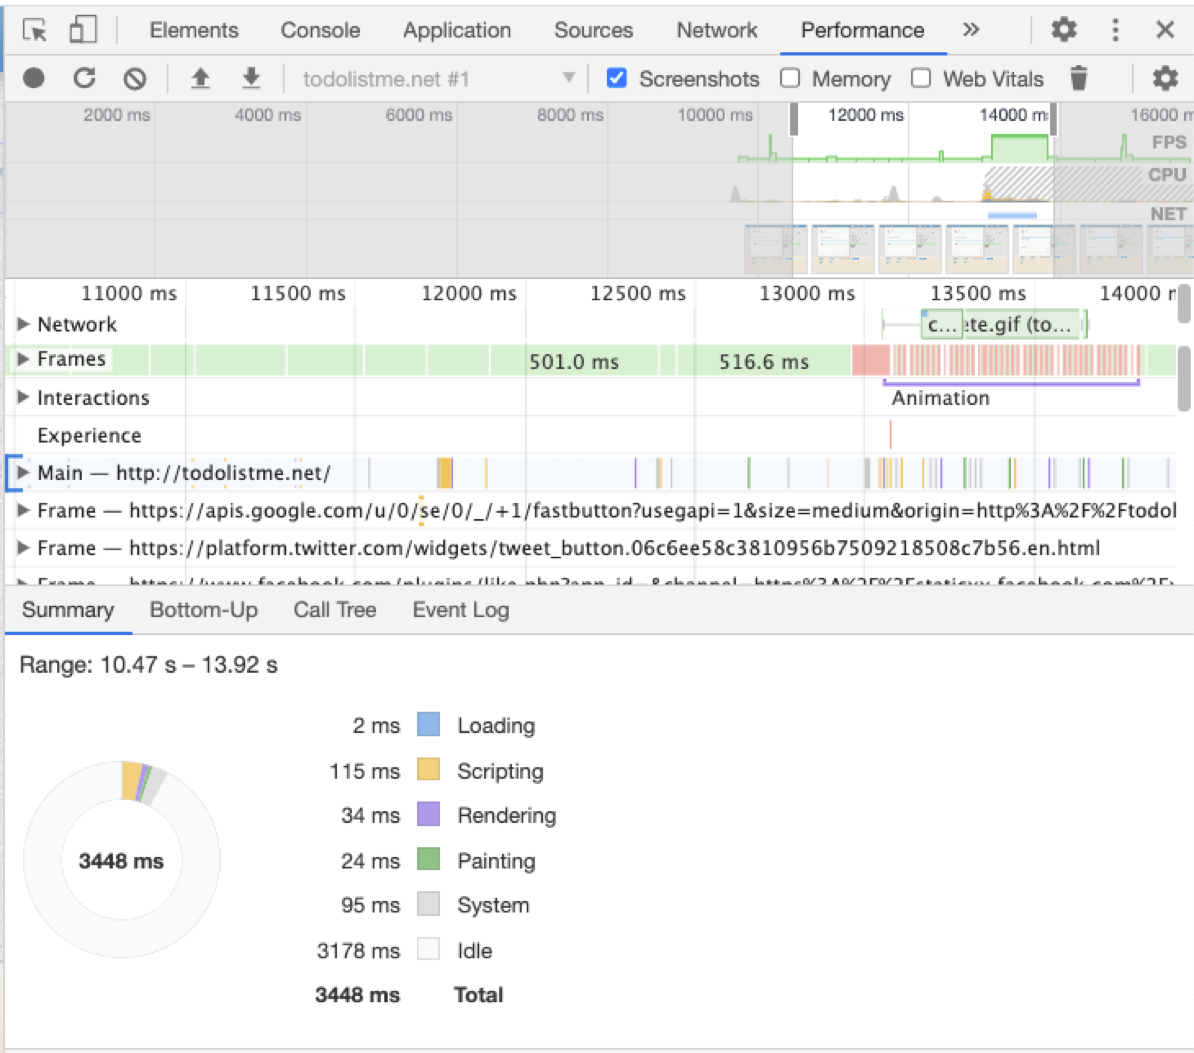 Elements Console Application Sources Network Performance »
todolistme.net #1 Screenshots Memory Web Vitals
2000 ms 4000 ms 6000 ms 8000 ms 10000 ms 12000 ms 14000 m 16000 m
FPS
CPU
NET
11000 ms 11500 ms 12000 ms 12500 ms 13000 ms 13500 ms 14000 r
Network c... ete.gif (to...
Frames 501.0 ms 516.6 ms
Interactions Animation
Experience
Main — http://todolistme.net/
Frame — https://apis.google.com/u/0/se/0/_/+1/fastbutton?usegapi=1&size=medium&origin=http%3A%2F%2Ftodol
Frame — https://platform.twitter.com/widgets/tweet_button.06c6ee58c3810956b7509218508c7b56.en.html
Summary Bottom-Up Call Tree Event Log
Range: 10.47 s – 13.92 s
2 ms Loading
115 ms Scripting
34 ms Rendering
3448 ms
24 ms Painting
95 ms System
3178 ms Idle
3448 ms Total